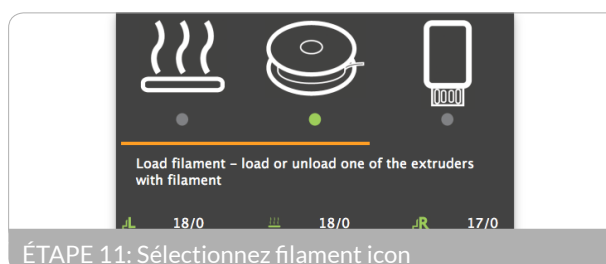 Load filament – load or unload one of the extruders
with filament
L 18/0 18/0 R 17/0
ÉTAPE 11: Sélectionnez filament icon